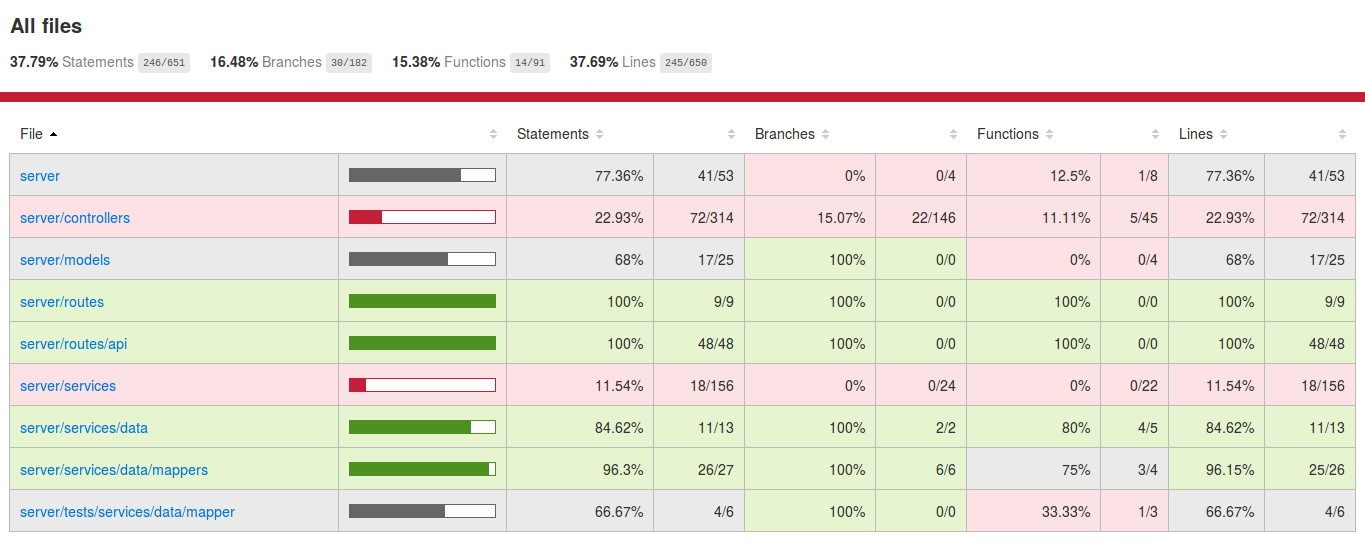 All files
37.79% Statements 246/651 16.48% Branches 30/182 15.38% Functions 14/91 37.69% Lines 245/650
File Statements Branches Functions Lines
server 77.36% 41/53 0% 0/4 12.5% 1/8 77.36% 41/53
server/controllers 22.93% 72/314 15.07% 22/146 11.11% 5/45 22.93% 72/314
server/models 68% 17/25 100% 0/0 0% 0/4 68% 17/25
server/routes 100% 9/9 100% 0/0 100% 0/0 100% 9/9
server/routes/api 100% 48/48 100% 0/0 100% 0/0 100% 48/48
server/services 11.54% 18/156 0% 0/24 0% 0/22 11.54% 18/156
server/services/data 84.62% 11/13 100% 2/2 80% 4/5 84.62% 11/13
server/services/data/mappers 96.3% 26/27 100% 6/6 75% 3/4 96.15% 25/26
server/tests/services/data/mapper 66.67% 4/6 100% 0/0 33.33% 1/3 66.67% 4/6